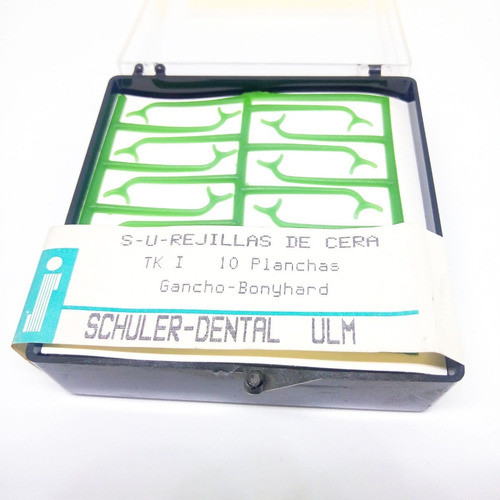 S-U-REJILLAS DE CERA
TK I 10 Planchas
Gancho-Bonyhard
SCHULER-DENTAL ULM